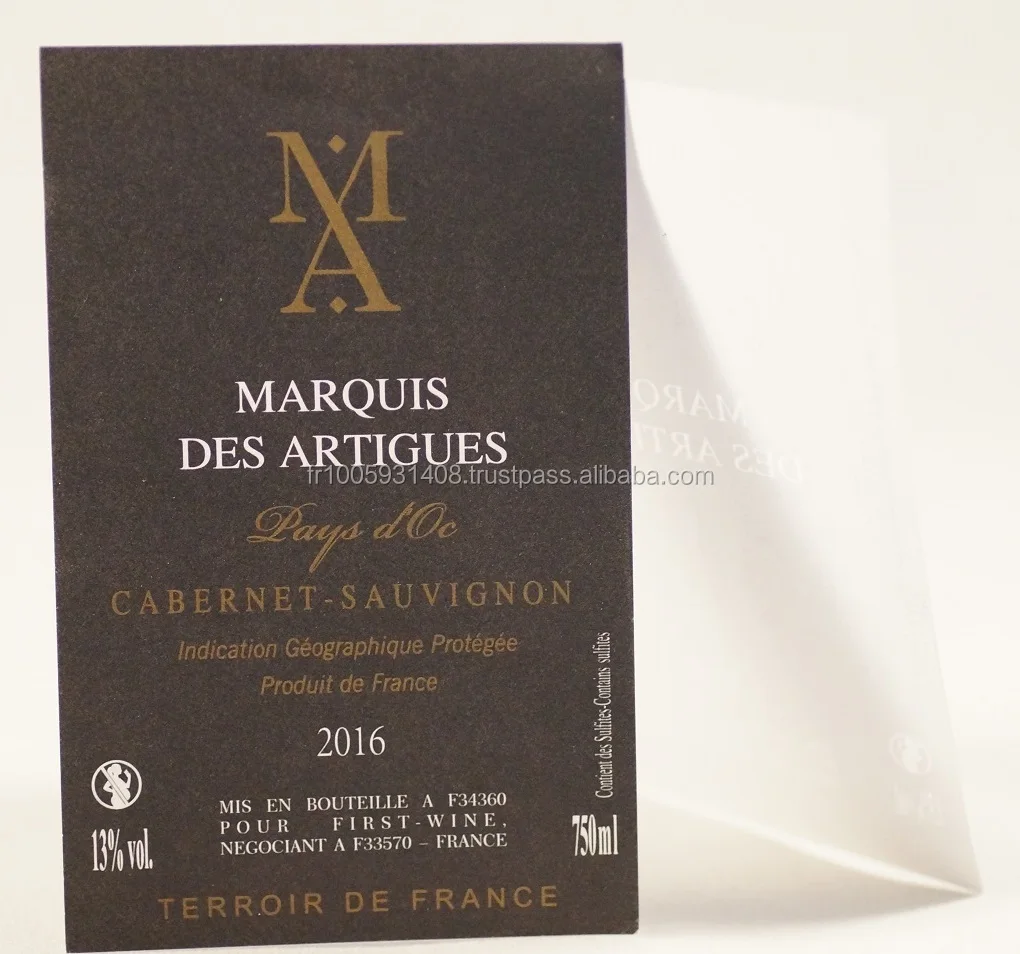 MA
MARQUIS
DES ARTIGUES
fr1005931408.trustpass.alibaba.com
Pays d'Oc
CABERNET-SAUVIGNON
Indication Géographique Protégée
Produit de France
2016
Contient des Sulfites-Contains sulfites
MIS EN BOUTEILLE A F34360
POUR FIRST-WINE,
NEGOCIANT A F33570 – FRANCE
13% vol.
750ml
TERROIR DE FRANCE